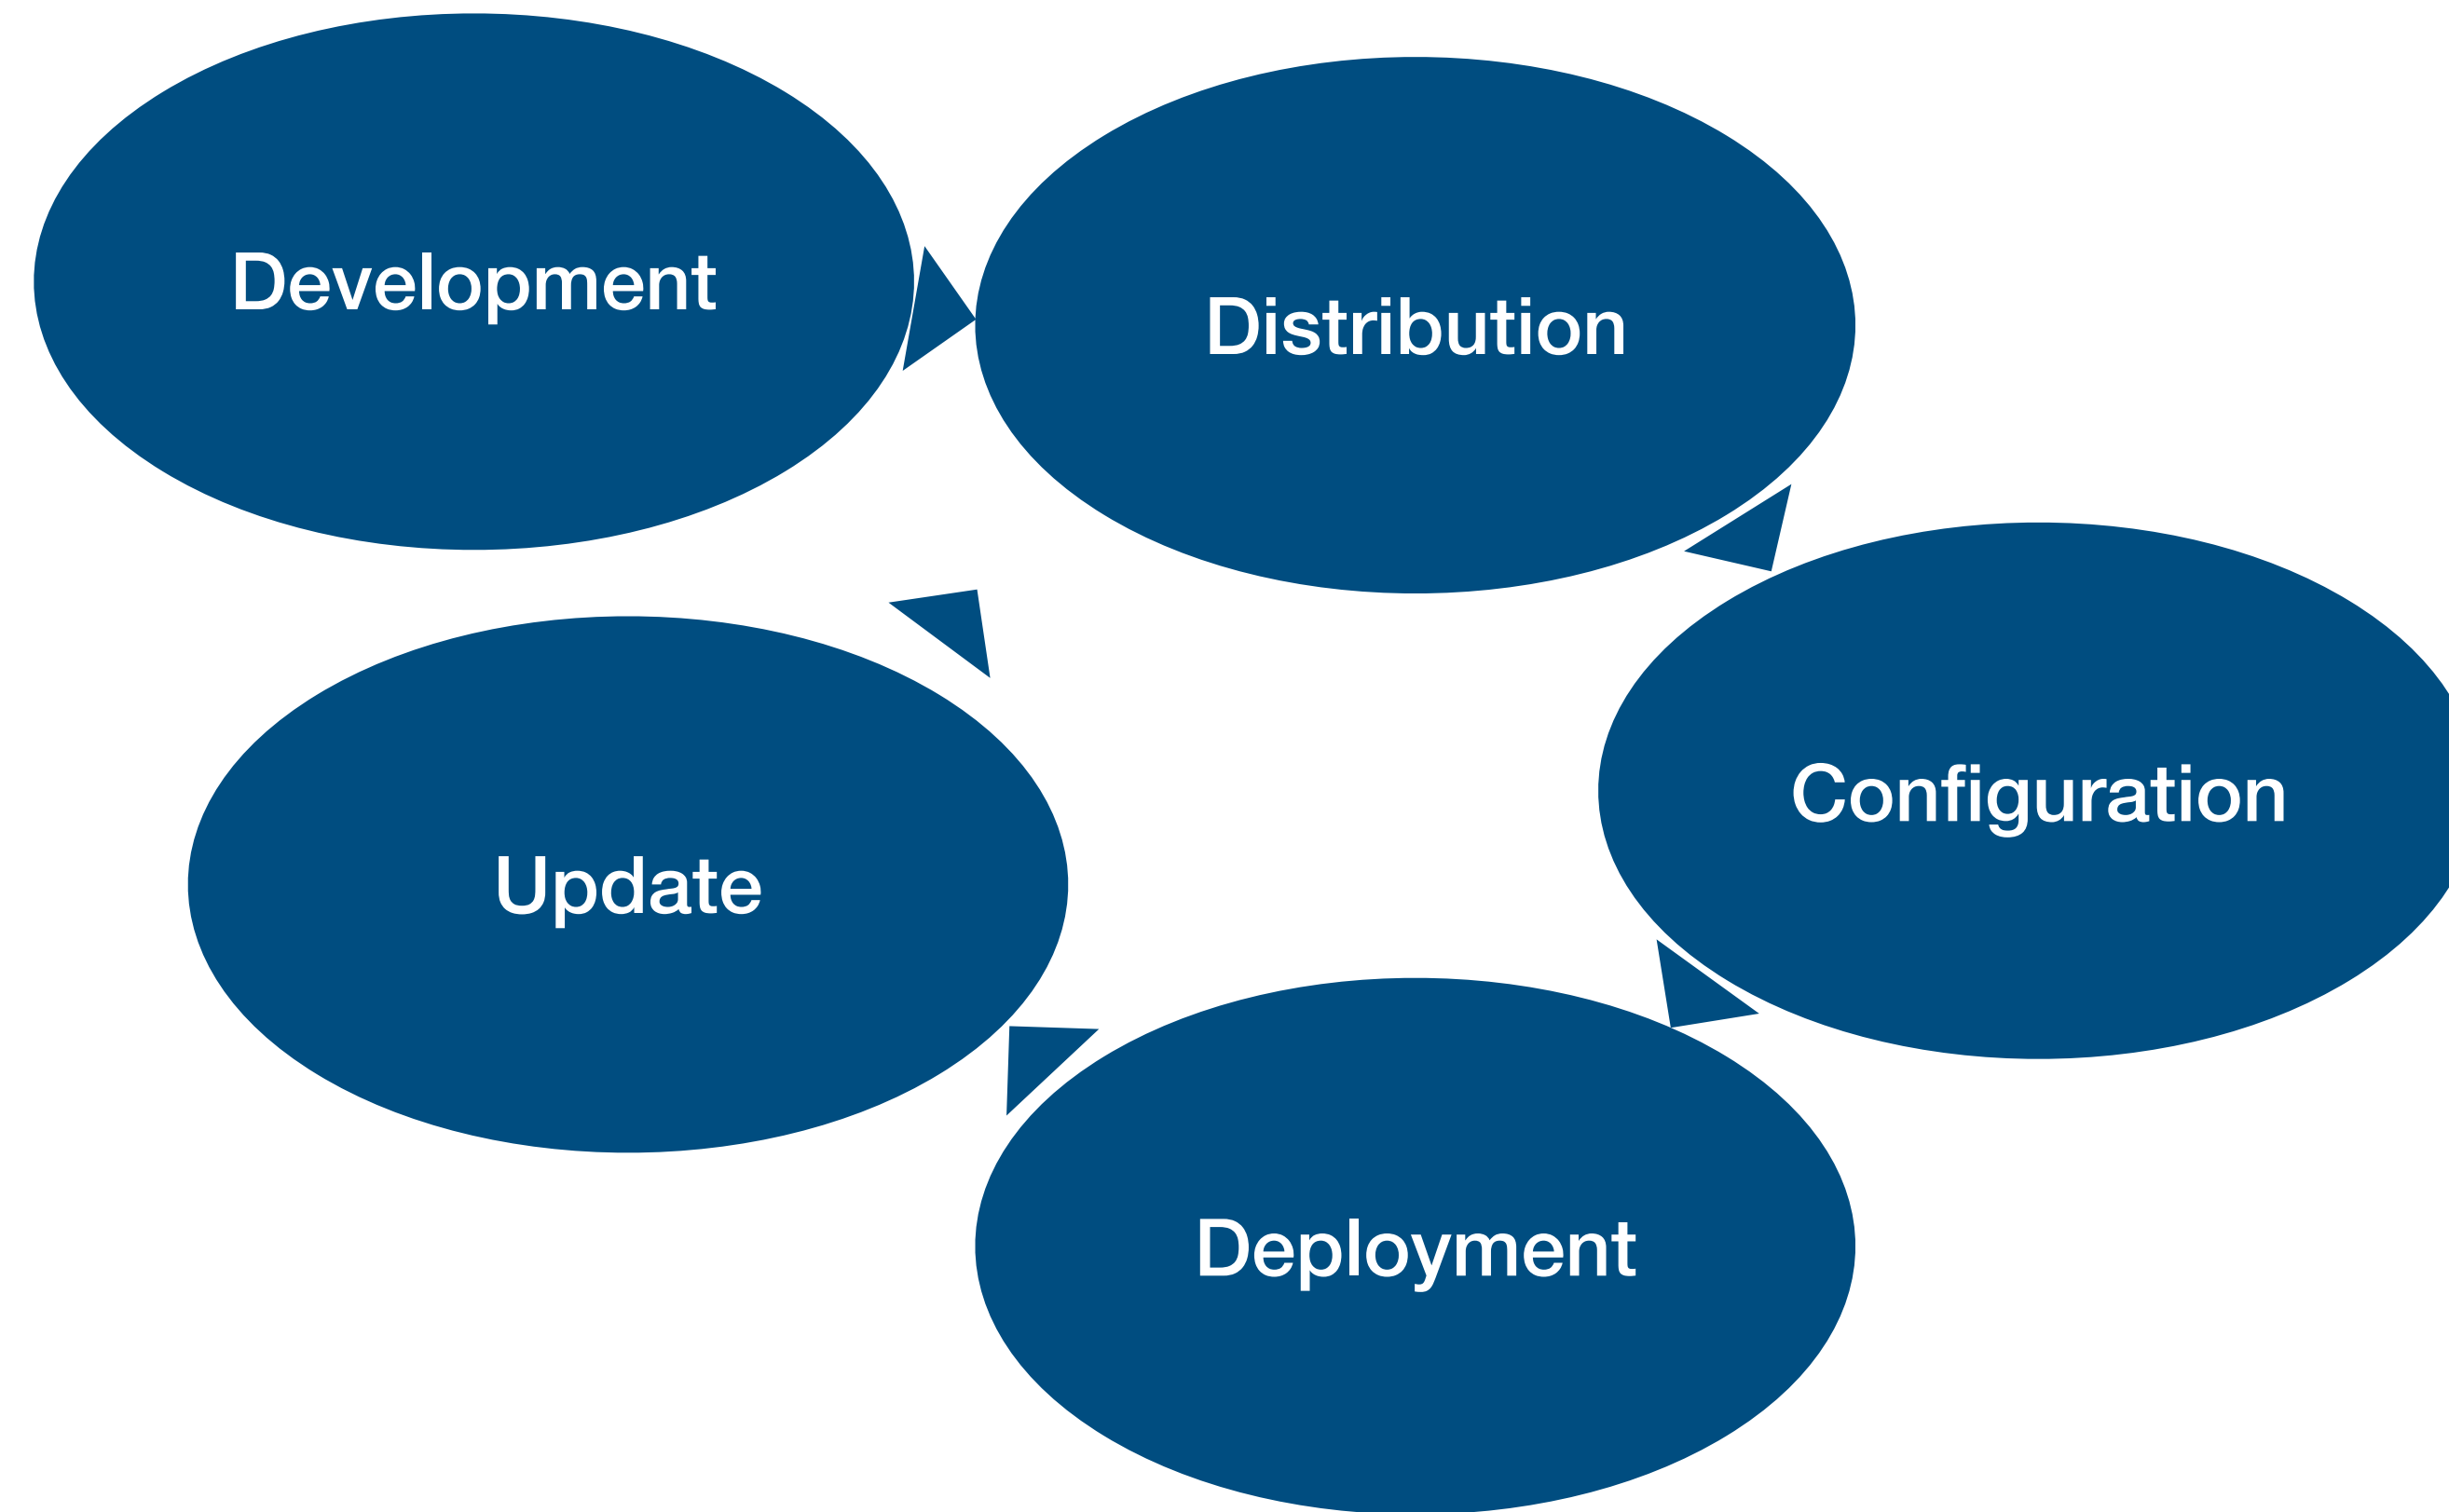 Development
Distribution
Configuration
Update
Deployment